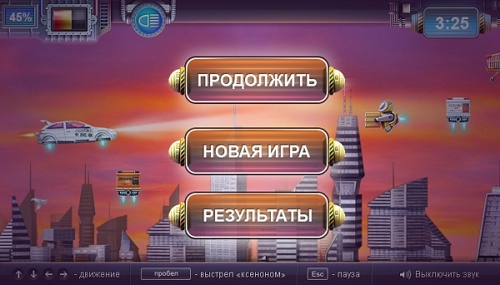 45%
3:25
ПРОДОЛЖИТЬ
НОВАЯ ИГРА
РЕЗУЛЬТАТЫ
↑ ↓ ← → - движение пробел - выстрел «ксеноном» Esc - пауза Выключить звук